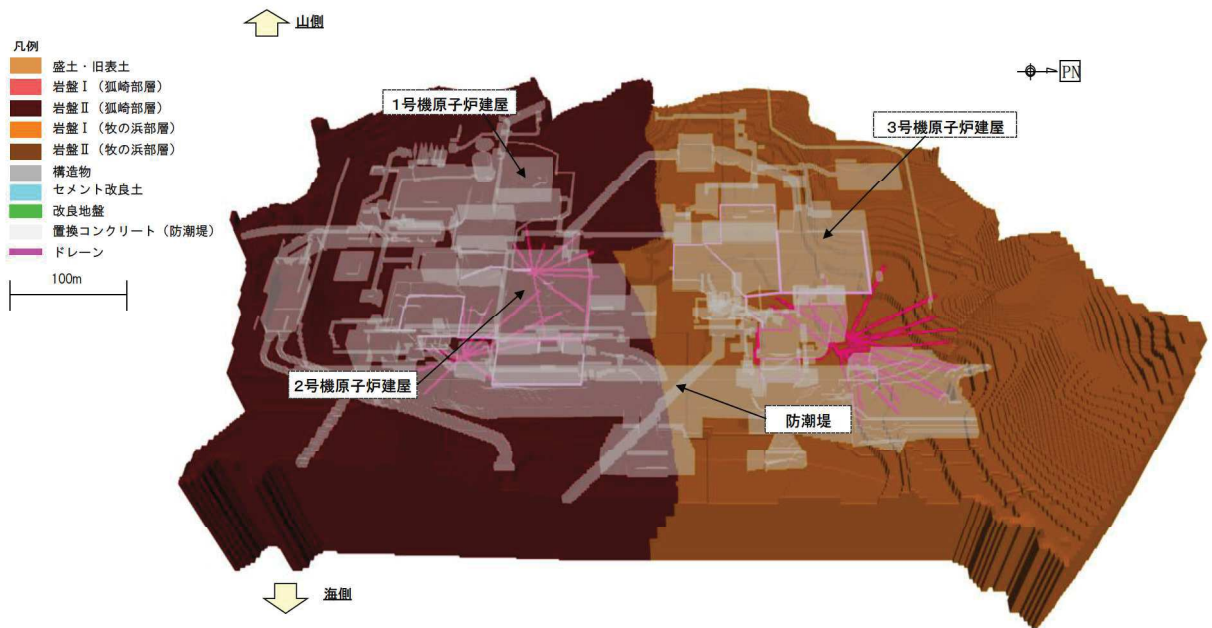 山側
凡例
盛土・旧表土
岩盤Ⅰ（狐崎部層）
岩盤Ⅱ（狐崎部層）
岩盤Ⅰ（牧の浜部層）
岩盤Ⅱ（牧の浜部層）
構造物
セメント改良土
改良地盤
置換コンクリート（防潮堤）
ドレーン
100m
PN
1号機原子炉建屋
3号機原子炉建屋
2号機原子炉建屋
防潮堤
海側